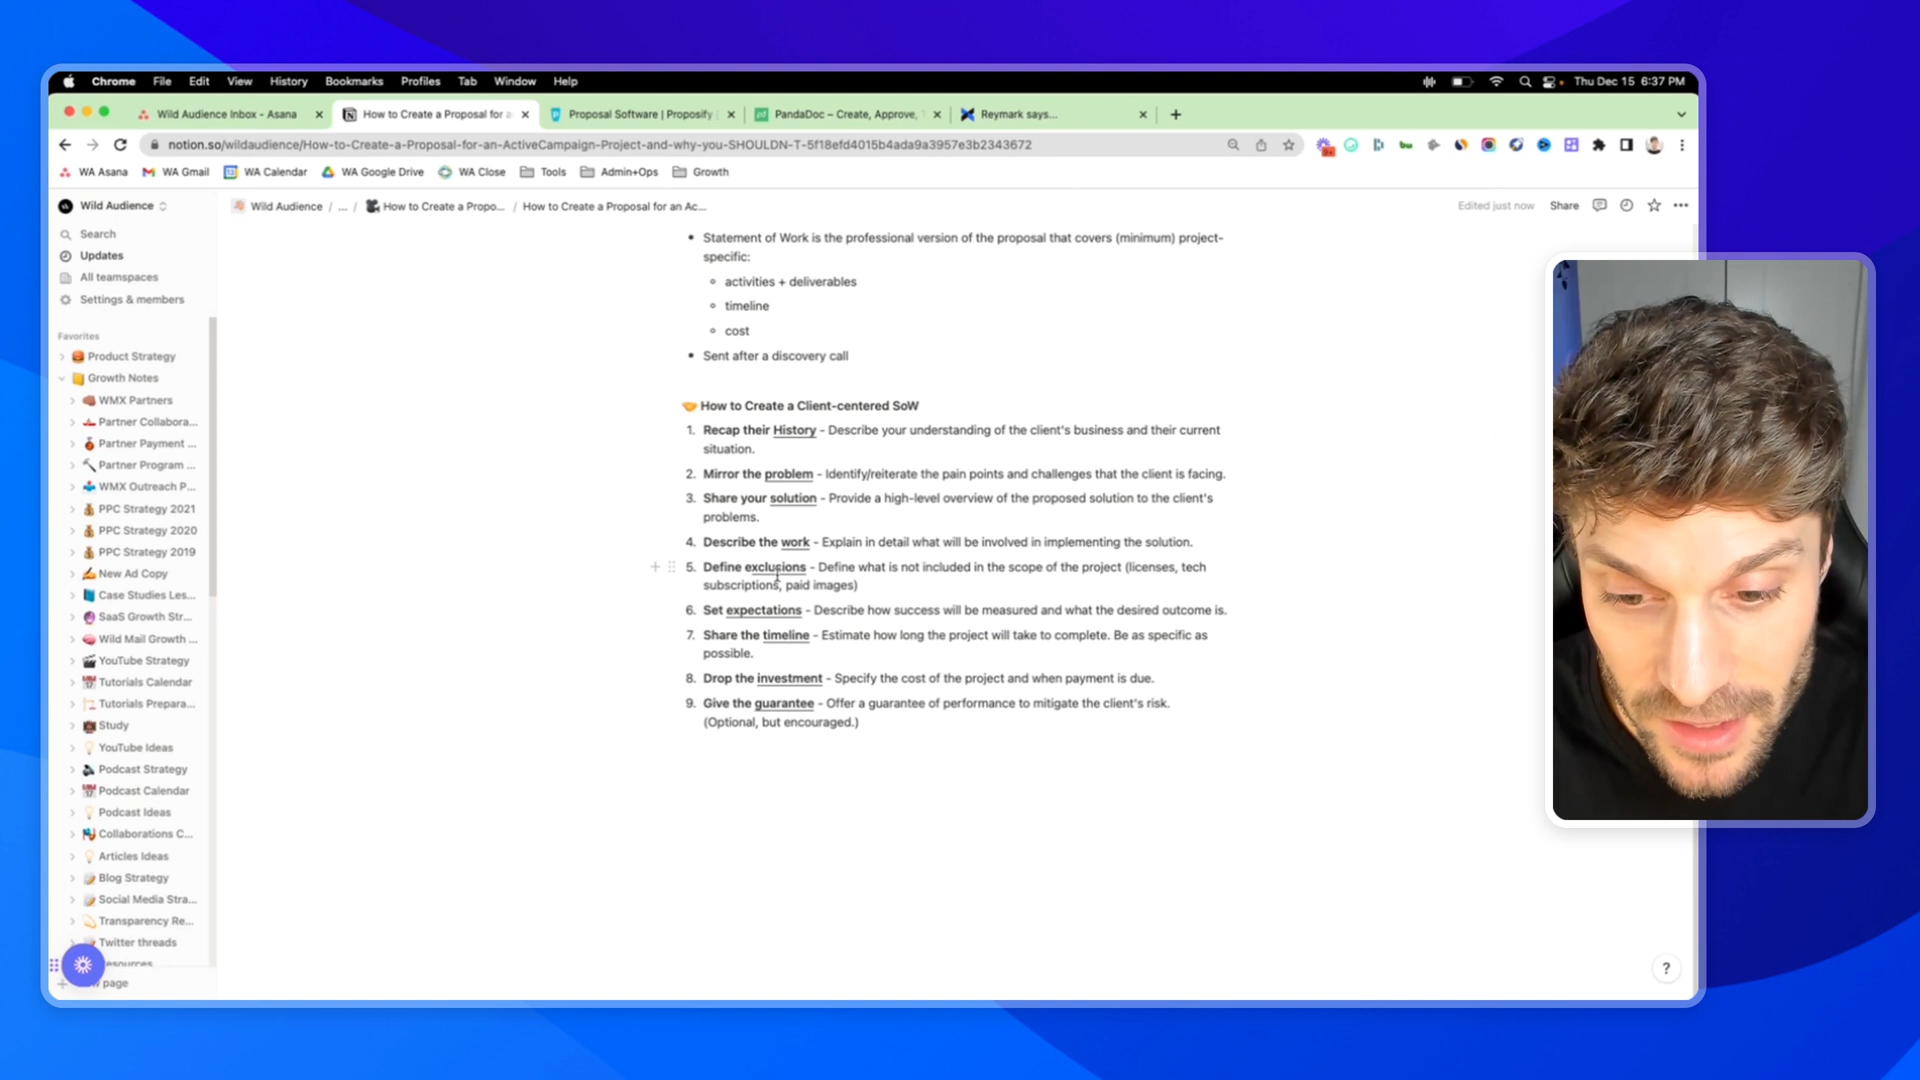 Chrome File Edit View History Bookmarks Profiles Tab Window Help
Thu Dec 15 6:37 PM
Wild Audience Inbox - Asana
How to Create a Proposal for a
Proposal Software | Proposify
PandaDoc – Create, Approve,
Reymark says...
notion.so/wildaudience/How-to-Create-a-Proposal-for-an-ActiveCampaign-Project-and-why-you-SHOULDN-T-5f18efd4015b4ada9a3957e3b2343672
WA Asana WA Gmail WA Calendar WA Google Drive WA Close Tools Admin+Ops Growth
Wild Audience
Wild Audience / ... / How to Create a Propo... / How to Create a Proposal for an Ac...
Edited just now Share
Search
Updates
All teamspaces
Settings & members
Favorites
Product Strategy
Growth Notes
WMX Partners
Partner Collabora...
Partner Payment ...
Partner Program ...
WMX Outreach P...
PPC Strategy 2021
PPC Strategy 2020
PPC Strategy 2019
New Ad Copy
Case Studies Les...
SaaS Growth Str...
Wild Mail Growth ...
YouTube Strategy
Tutorials Calendar
Tutorials Prepara...
Study
YouTube Ideas
Podcast Strategy
Podcast Calendar
Podcast Ideas
Collaborations C...
Articles Ideas
Blog Strategy
Social Media Stra...
Transparency Re...
Twitter threads
page
• Statement of Work is the professional version of the proposal that covers (minimum) project-
specific:
activities + deliverables
timeline
cost
• Sent after a discovery call
How to Create a Client-centered SoW
1. Recap their History - Describe your understanding of the client's business and their current
situation.
2. Mirror the problem - Identify/reiterate the pain points and challenges that the client is facing.
3. Share your solution - Provide a high-level overview of the proposed solution to the client's
problems.
4. Describe the work - Explain in detail what will be involved in implementing the solution.
5. Define exclusions - Define what is not included in the scope of the project (licenses, tech
subscriptions, paid images)
6. Set expectations - Describe how success will be measured and what the desired outcome is.
7. Share the timeline - Estimate how long the project will take to complete. Be as specific as
possible.
8. Drop the investment - Specify the cost of the project and when payment is due.
9. Give the guarantee - Offer a guarantee of performance to mitigate the client's risk.
(Optional, but encouraged.)
?